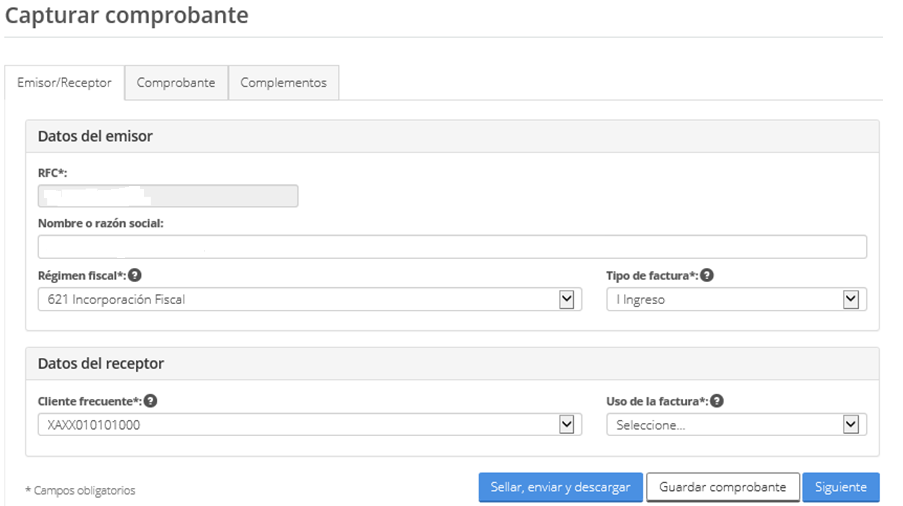 Capturar comprobante
Emisor/Receptor Comprobante Complementos
Datos del emisor
RFC*:
Nombre o razón social:
Régimen fiscal*: ? Tipo de factura*: ?
621 Incorporación Fiscal I Ingreso
Datos del receptor
Cliente frecuente*: ? Uso de la factura*: ?
XAXX010101000 Seleccione...
* Campos obligatorios Sellar, enviar y descargar Guardar comprobante Siguiente